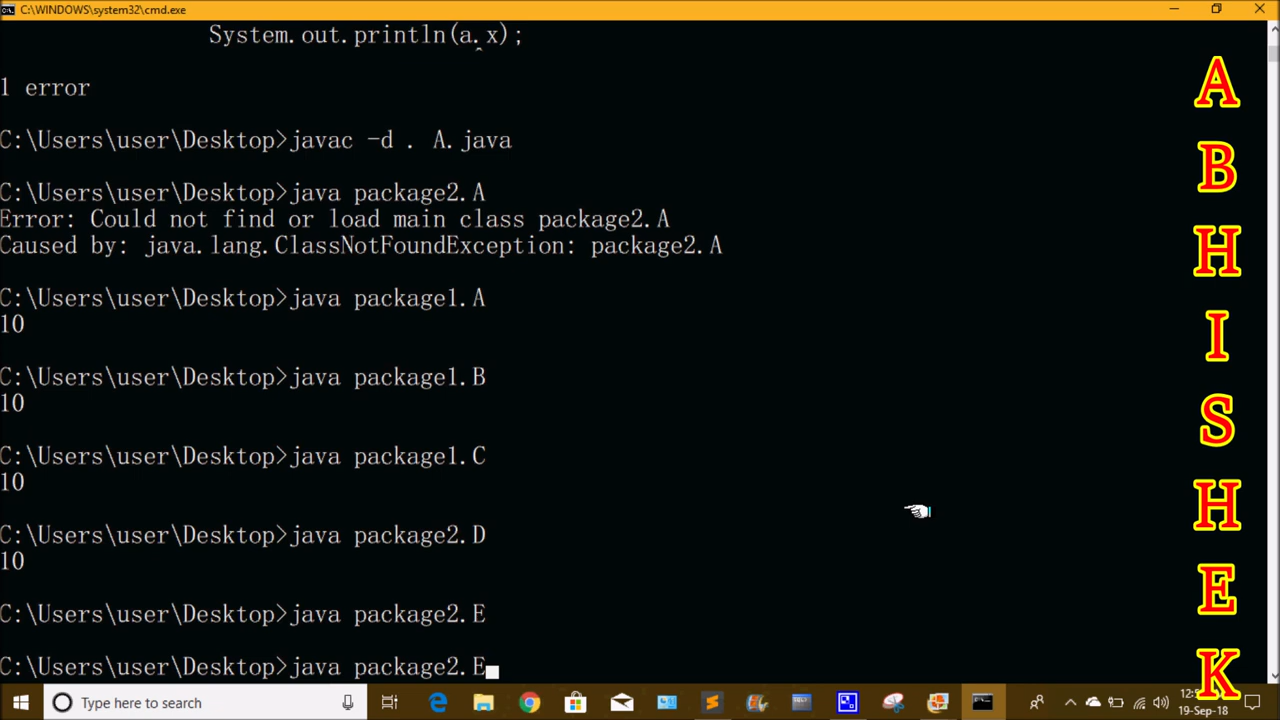 C:\WINDOWS\system32\cmd.exe
System.out.println(a.x);
^
1 error
C:\Users\user\Desktop>javac -d . A.java
C:\Users\user\Desktop>java package2.A
Error: Could not find or load main class package2.A
Caused by: java.lang.ClassNotFoundException: package2.A
C:\Users\user\Desktop>java package1.A
10
C:\Users\user\Desktop>java package1.B
10
C:\Users\user\Desktop>java package1.C
10
C:\Users\user\Desktop>java package2.D
10
C:\Users\user\Desktop>java package2.E
C:\Users\user\Desktop>java package2.E
A
B
H
I
S
H
E
K
Type here to search
19-Sep-18